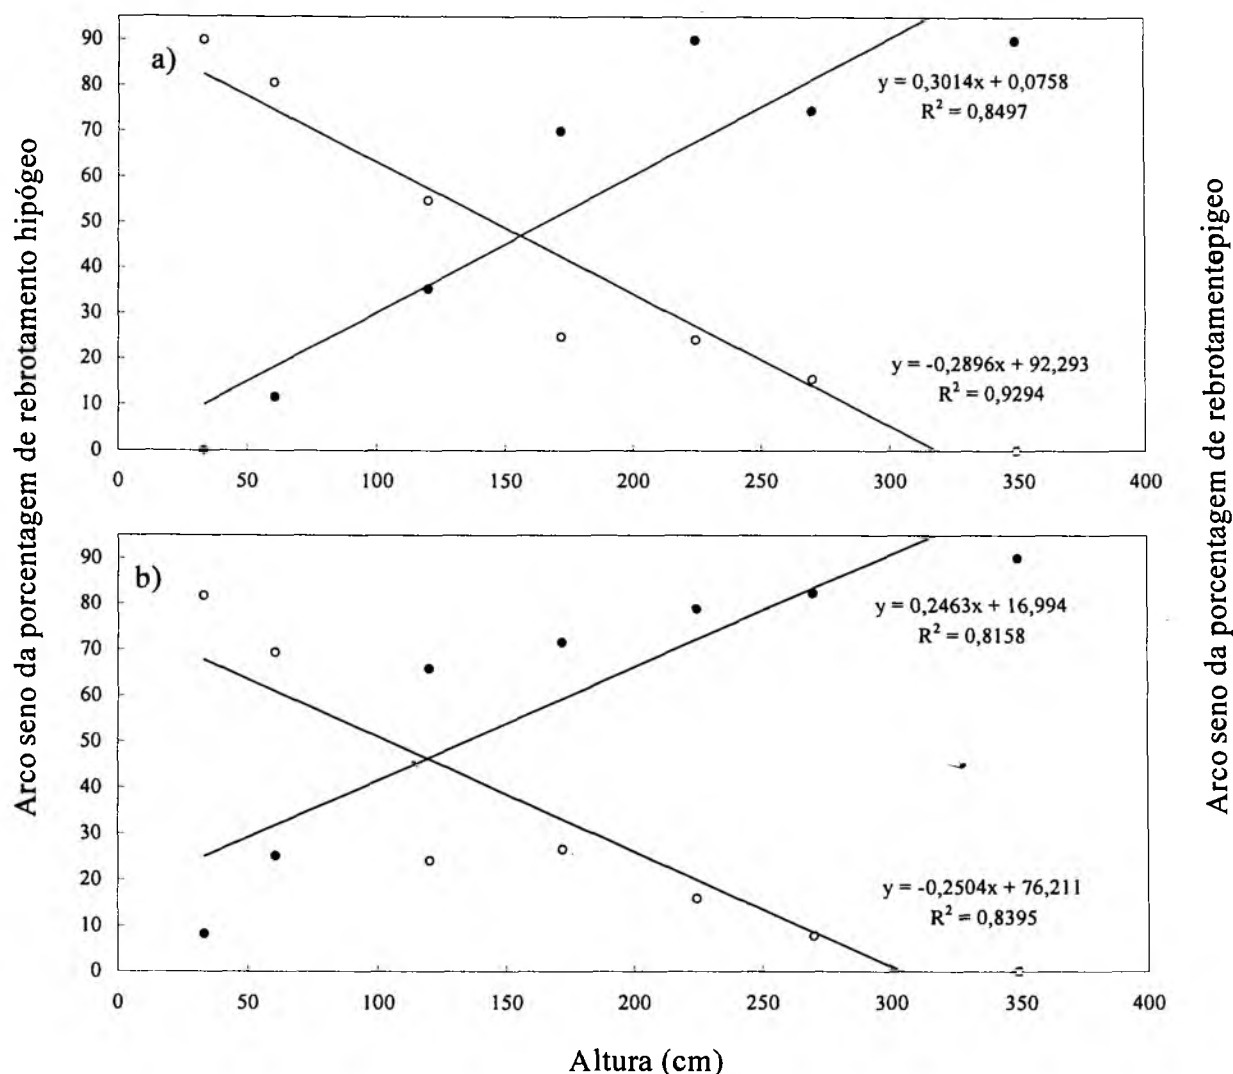 Arco seno da porcentagem de rebrotamento hipógeo
a)
90
80
70
60
50
40
30
20
10
0
y = 0,3014x + 0,0758
R² = 0,8497
y = -0,2896x + 92,293
R² = 0,9294
0 50 100 150 200 250 300 350 400
b)
90
80
70
60
50
40
30
20
10
0
y = 0,2463x + 16,994
R² = 0,8158
y = -0,2504x + 76,211
R² = 0,8395
0 50 100 150 200 250 300 350 400
Altura (cm)
Arco seno da porcentagem de rebrotamentopigeo